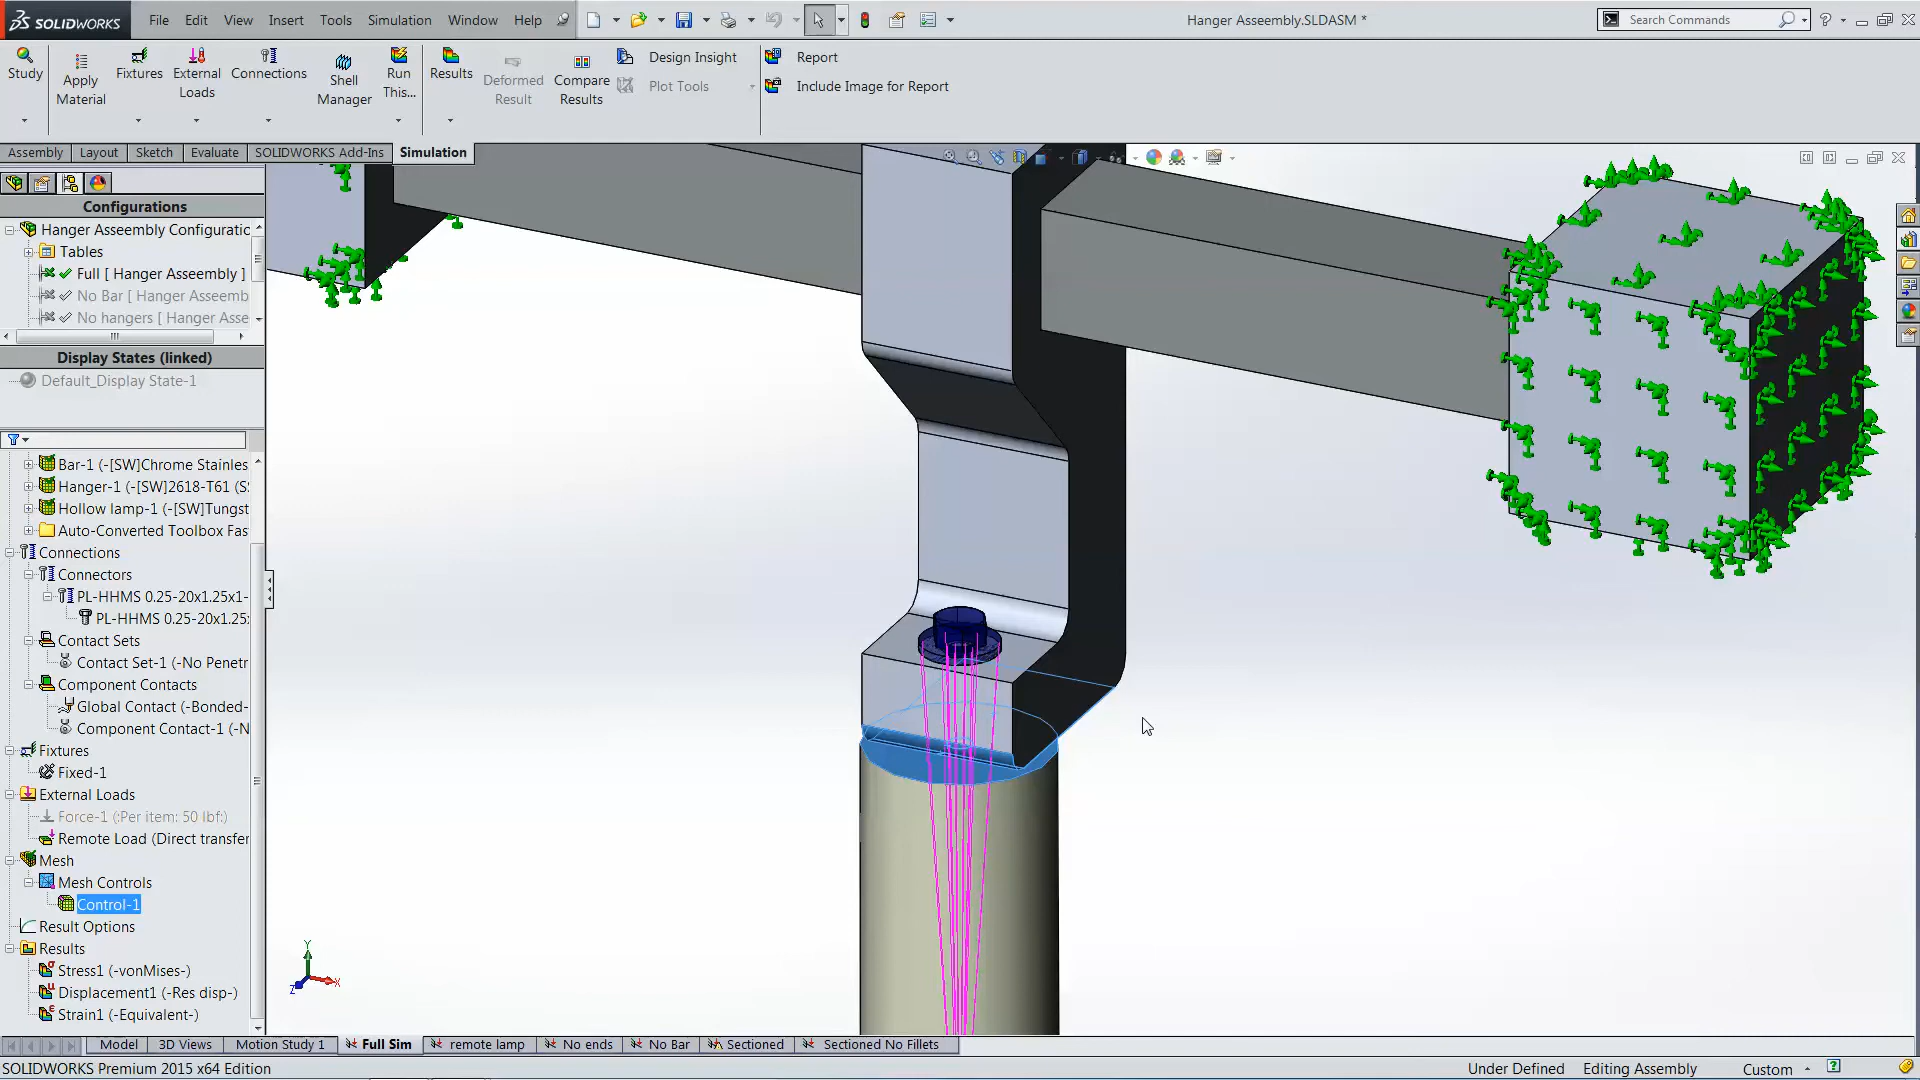 SOLIDWORKS
File Edit View Insert Tools Simulation Window Help
Hanger Asseembly.SLDASM *
Search Commands
Study
Apply Material
Fixtures
External Loads
Connections
Shell Manager
Run This...
Results
Deformed Result
Compare Results
Design Insight
Plot Tools
Report
Include Image for Report
Assembly Layout Sketch Evaluate SOLIDWORKS Add-Ins Simulation
Configurations
Hanger Assembly Configuratic
Tables
Full [ Hanger Asseembly ]
No Bar [ Hanger Asseemb
No hangers [ Hanger Asse
Display States (linked)
Default_Display State-1
Bar-1 (-[SW]Chrome Stainles
Hanger-1 (-[SW]2618-T61 (SS
Hollow lamp-1 (-[SW]Tungst
Auto-Converted Toolbox Fas
Connections
Connectors
PL-HHMS 0.25-20x1.25x1-
PL-HHMS 0.25-20x1.25x
Contact Sets
Contact Set-1 (-No Penetr
Component Contacts
Global Contact (-Bonded-
Component Contact-1 (-N
Fixtures
Fixed-1
External Loads
Force-1 (:Per item: 50 lbf:)
Remote Load (Direct transfer
Mesh
Mesh Controls
Control-1
Result Options
Results
Stress1 (-vonMises-)
Displacement1 (-Res disp-)
Strain1 (-Equivalent-)
Y
X
Z
Model 3D Views Motion Study 1 Full Sim remote lamp No ends No Bar Sectioned Sectioned No Fillets
SOLIDWORKS Premium 2015 x64 Edition
Under Defined Editing Assembly Custom